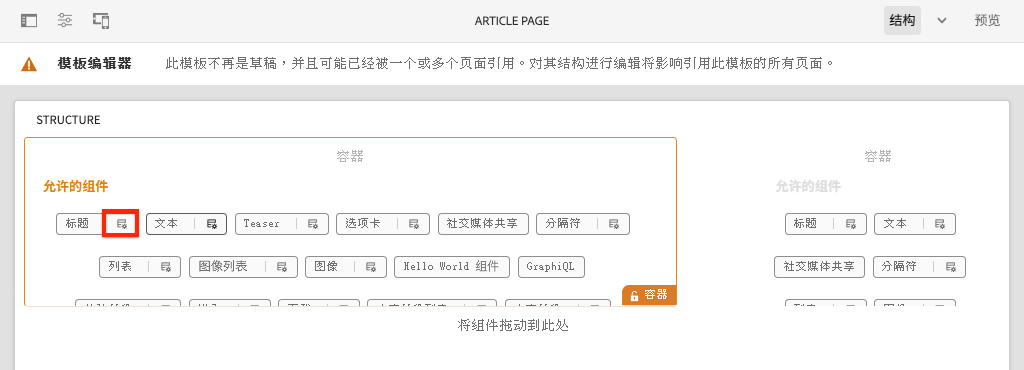 ARTICLE PAGE 结构 预览
模板编辑器 此模板不再是草稿，并且可能已经被一个或多个页面引用。对其结构进行编辑将影响引用此模板的所有页面。
STRUCTURE
容器 容器
允许的组件 允许的组件
标题 文本 Teaser 选项卡 社交媒体共享 分隔符 标题 文本
列表 图像列表 图像 Hello World 组件 GraphiQL 社交媒体共享 分隔符
容器
将组件拖动到此处